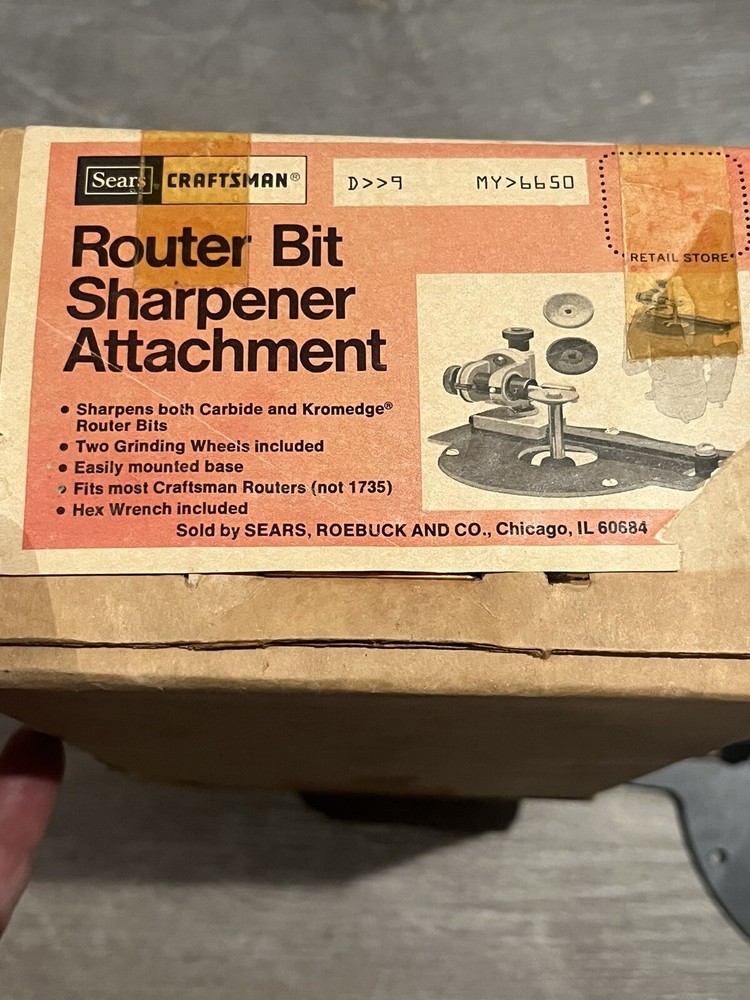 Sears CRAFTSMAN®
D>>9 MY>6650
RETAIL STORE
Router Bit
Sharpener
Attachment
• Sharpens both Carbide and Kromedge®
Router Bits
• Two Grinding Wheels included
• Easily mounted base
• Fits most Craftsman Routers (not 1735)
• Hex Wrench included
Sold by SEARS, ROEBUCK AND CO., Chicago, IL 60684